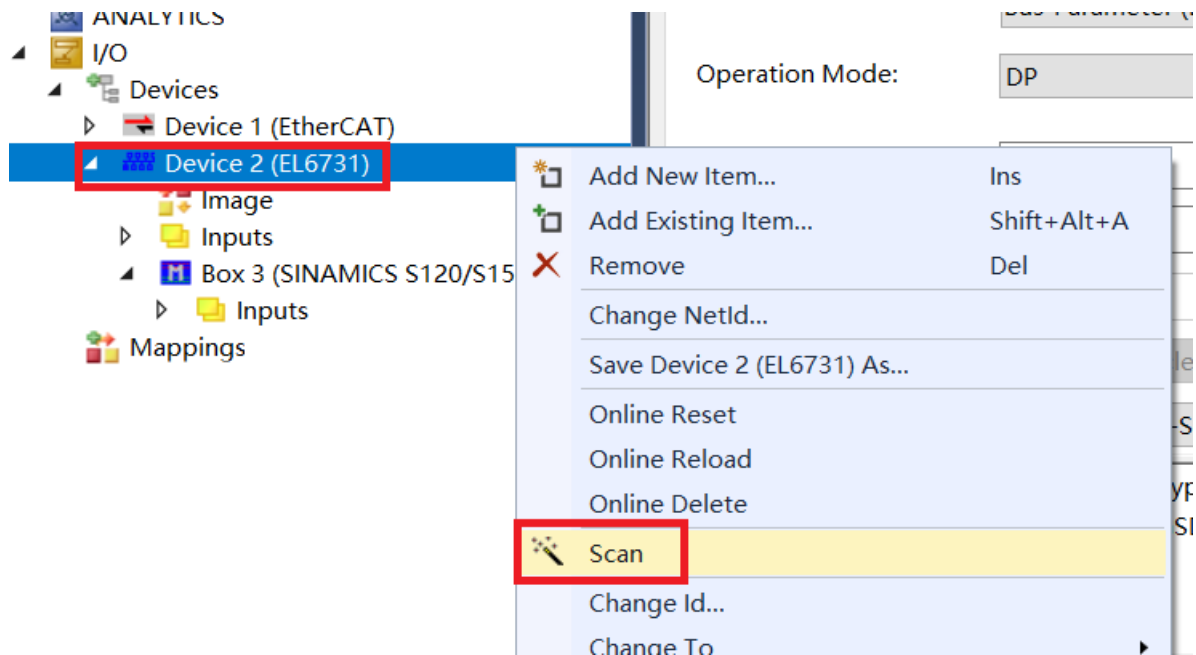 ANALYTICS
I/O
Devices
Device 1 (EtherCAT)
Device 2 (EL6731)
Image
Inputs
Box 3 (SINAMICS S120/S15
Inputs
Mappings
Operation Mode:
DP
Add New Item... Ins
Add Existing Item... Shift+Alt+A
Remove Del
Change NetId...
Save Device 2 (EL6731) As...
Online Reset
Online Reload
Online Delete
Scan
Change Id...
Change To